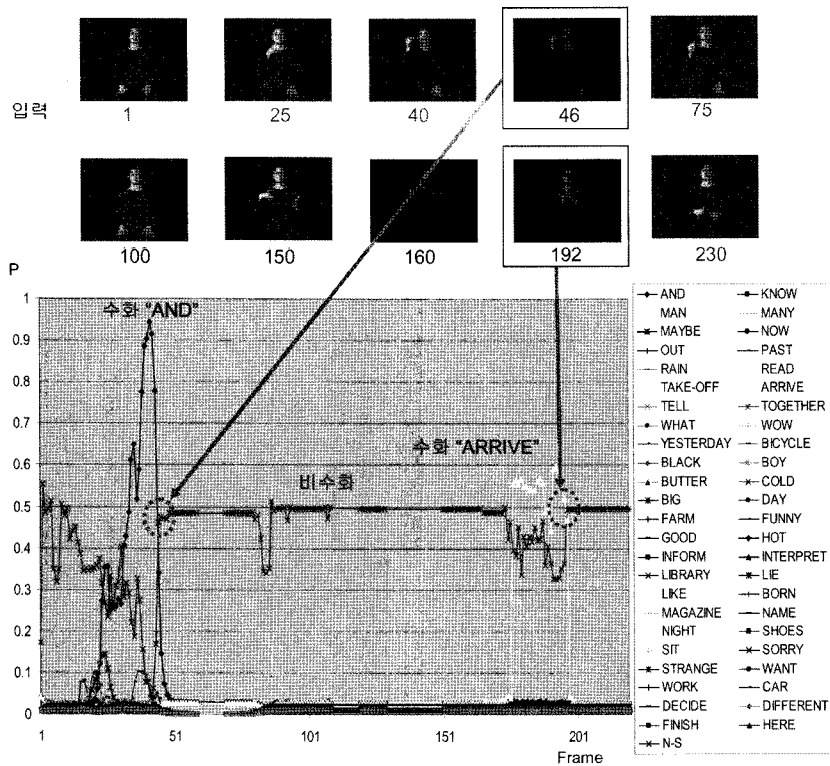 입력
1 25 40 46 75
100 150 160 192 230
P
수화 "AND"
수화 "ARRIVE"
비수화
1
0.9
0.8
0.7
0.6
0.5
0.4
0.3
0.2
0.1
0
1 51 101 151 201
Frame
AND KNOW
MAN MANY
MAYBE NOW
OUT PAST
RAIN READ
TAKE-OFF ARRIVE
TELL TOGETHER
WHAT WOW
YESTERDAY BICYCLE
BLACK BOY
BUTTER COLD
BIG DAY
FARM FUNNY
GOOD HOT
INFORM INTERPRET
LIBRARY LIE
LIKE BORN
MAGAZINE NAME
NIGHT SHOES
SIT SORRY
STRANGE WANT
WORK CAR
DECIDE DIFFERENT
FINISH HERE
N-S